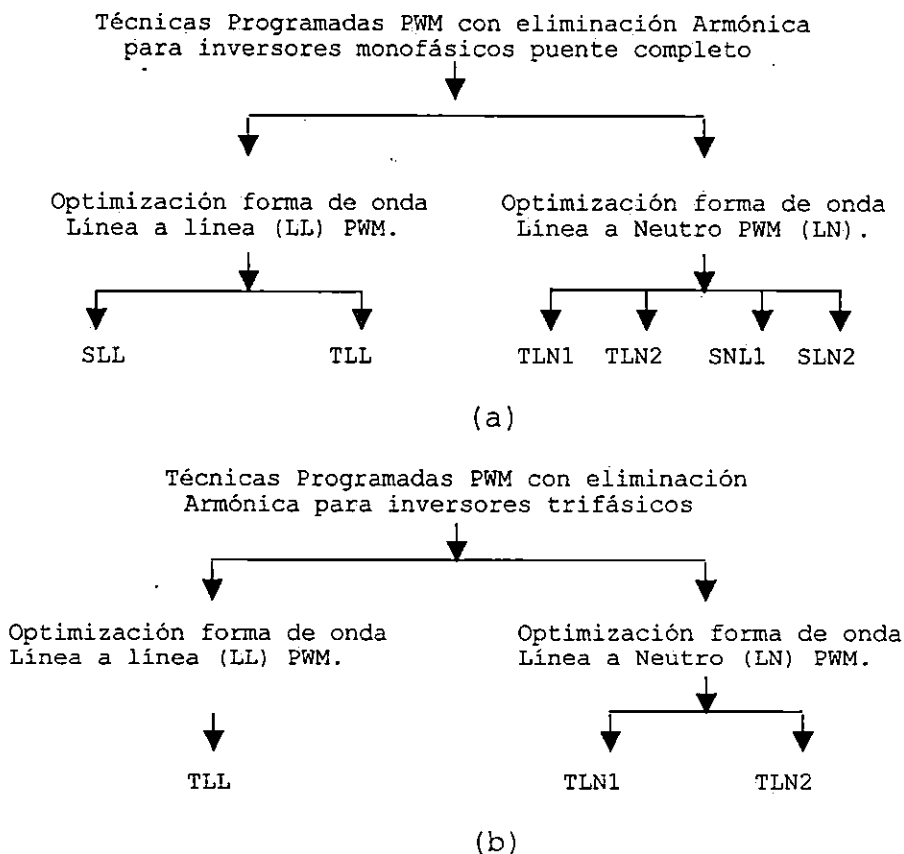 Técnicas Programadas PWM con eliminación Armónica
para inversores monofásicos puente completo
Optimización forma de onda
Línea a línea (LL) PWM.
Optimización forma de onda
Línea a Neutro PWM (LN).
SLL
TLL
TLN1
TLN2
SNL1
SLN2
(a)
Técnicas Programadas PWM con eliminación
Armónica para inversores trifásicos
Optimización forma de onda
Línea a línea (LL) PWM.
Optimización forma de onda
Línea a Neutro (LN) PWM.
TLL
TLN1
TLN2
(b)